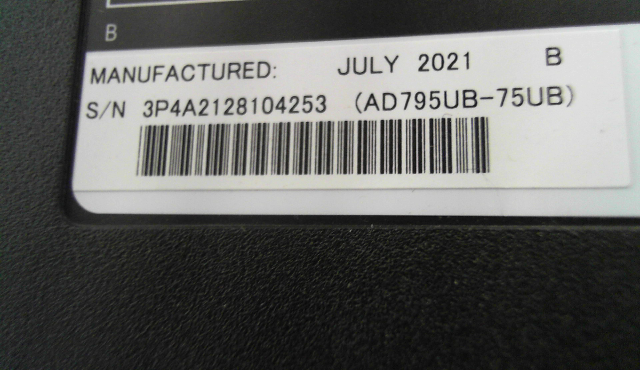 B
MANUFACTURED: JULY 2021 B
S/N 3P4A2128104253 (AD795UB-75UB)